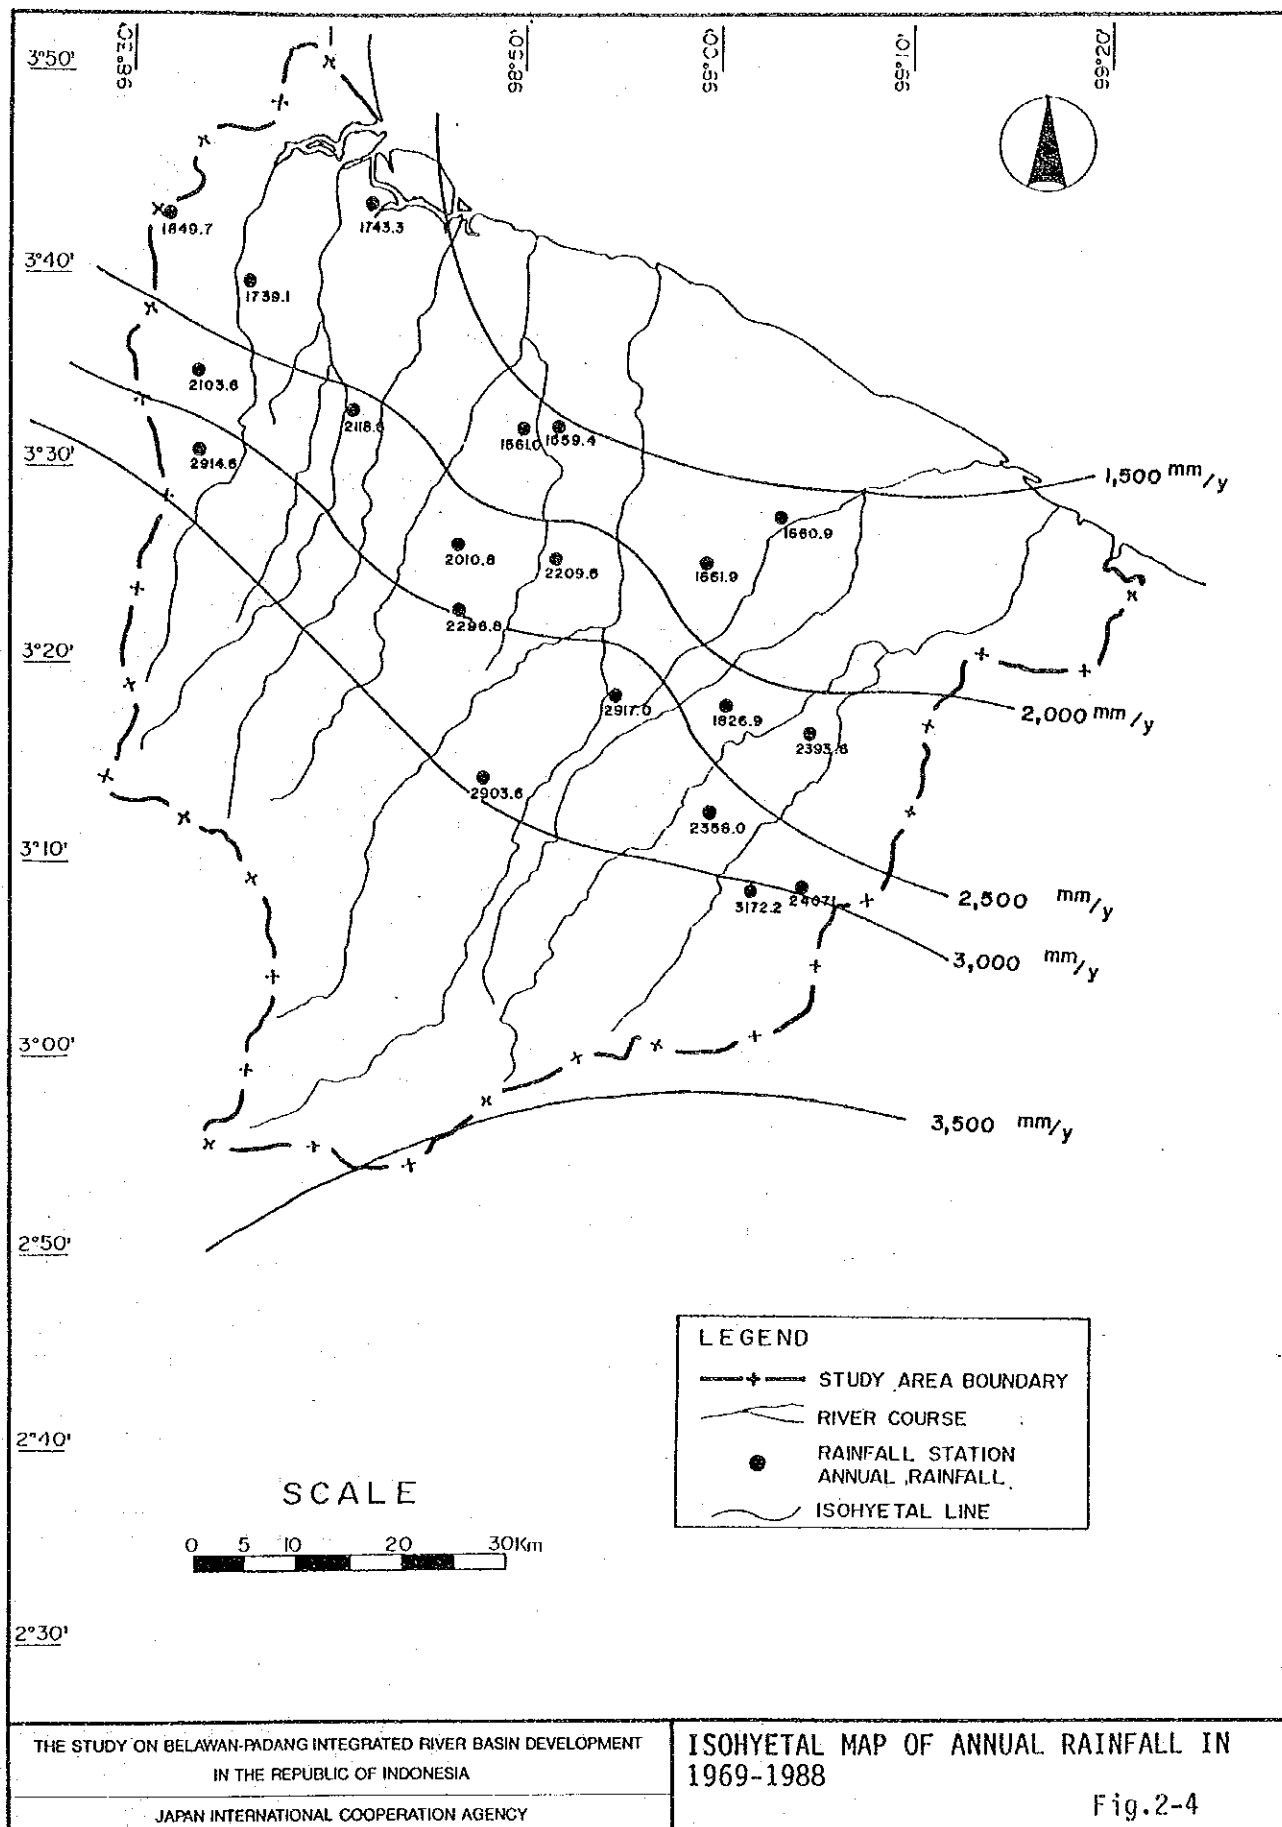 98°30'
98°50'
99°00'
99°10'
99°20'
3°50'
1849.7
1743.3
3°40'
1739.1
2103.6
2118.6
1661.0
1659.4
3°30'
2914.6
1,500 mm/y
1660.9
2010.8
2209.6
1661.9
2296.8
3°20'
2917.0
1826.9
2,000 mm/y
2393.6
2903.6
2358.0
3°10'
3172.2
2407.1
2,500 mm/y
3,000 mm/y
3°00'
3,500 mm/y
2°50'
LEGEND
STUDY AREA BOUNDARY
RIVER COURSE
RAINFALL STATION
ANNUAL RAINFALL
ISOHYETAL LINE
2°40'
SCALE
0 5 10 20 30Km
2°30'
THE STUDY ON BELAWAN-PADANG INTEGRATED RIVER BASIN DEVELOPMENT
IN THE REPUBLIC OF INDONESIA
JAPAN INTERNATIONAL COOPERATION AGENCY
ISOHYETAL MAP OF ANNUAL RAINFALL IN
1969-1988
Fig.2-4